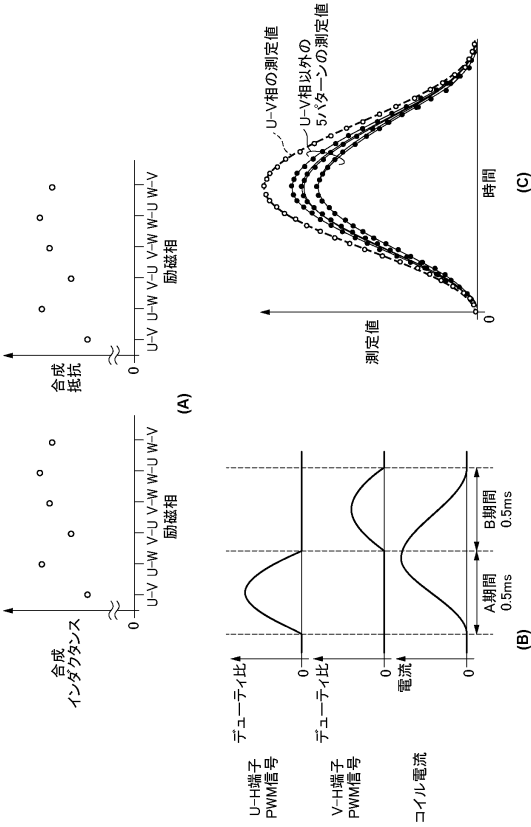 合成
インダクタンス
0
U-V U-W V-U V-W W-U W-V
励磁相
合成
抵抗
0
U-V U-W V-U V-W W-U W-V
励磁相
(A)
U-H端子
PWM信号
デューティ比
0
V-H端子
PWM信号
デューティ比
0
コイル電流
電流
0
A期間
0.5ms
B期間
0.5ms
(B)
測定値
0
時間
U-V相の測定値
U-V相以外の
5パターンの測定値
(C)